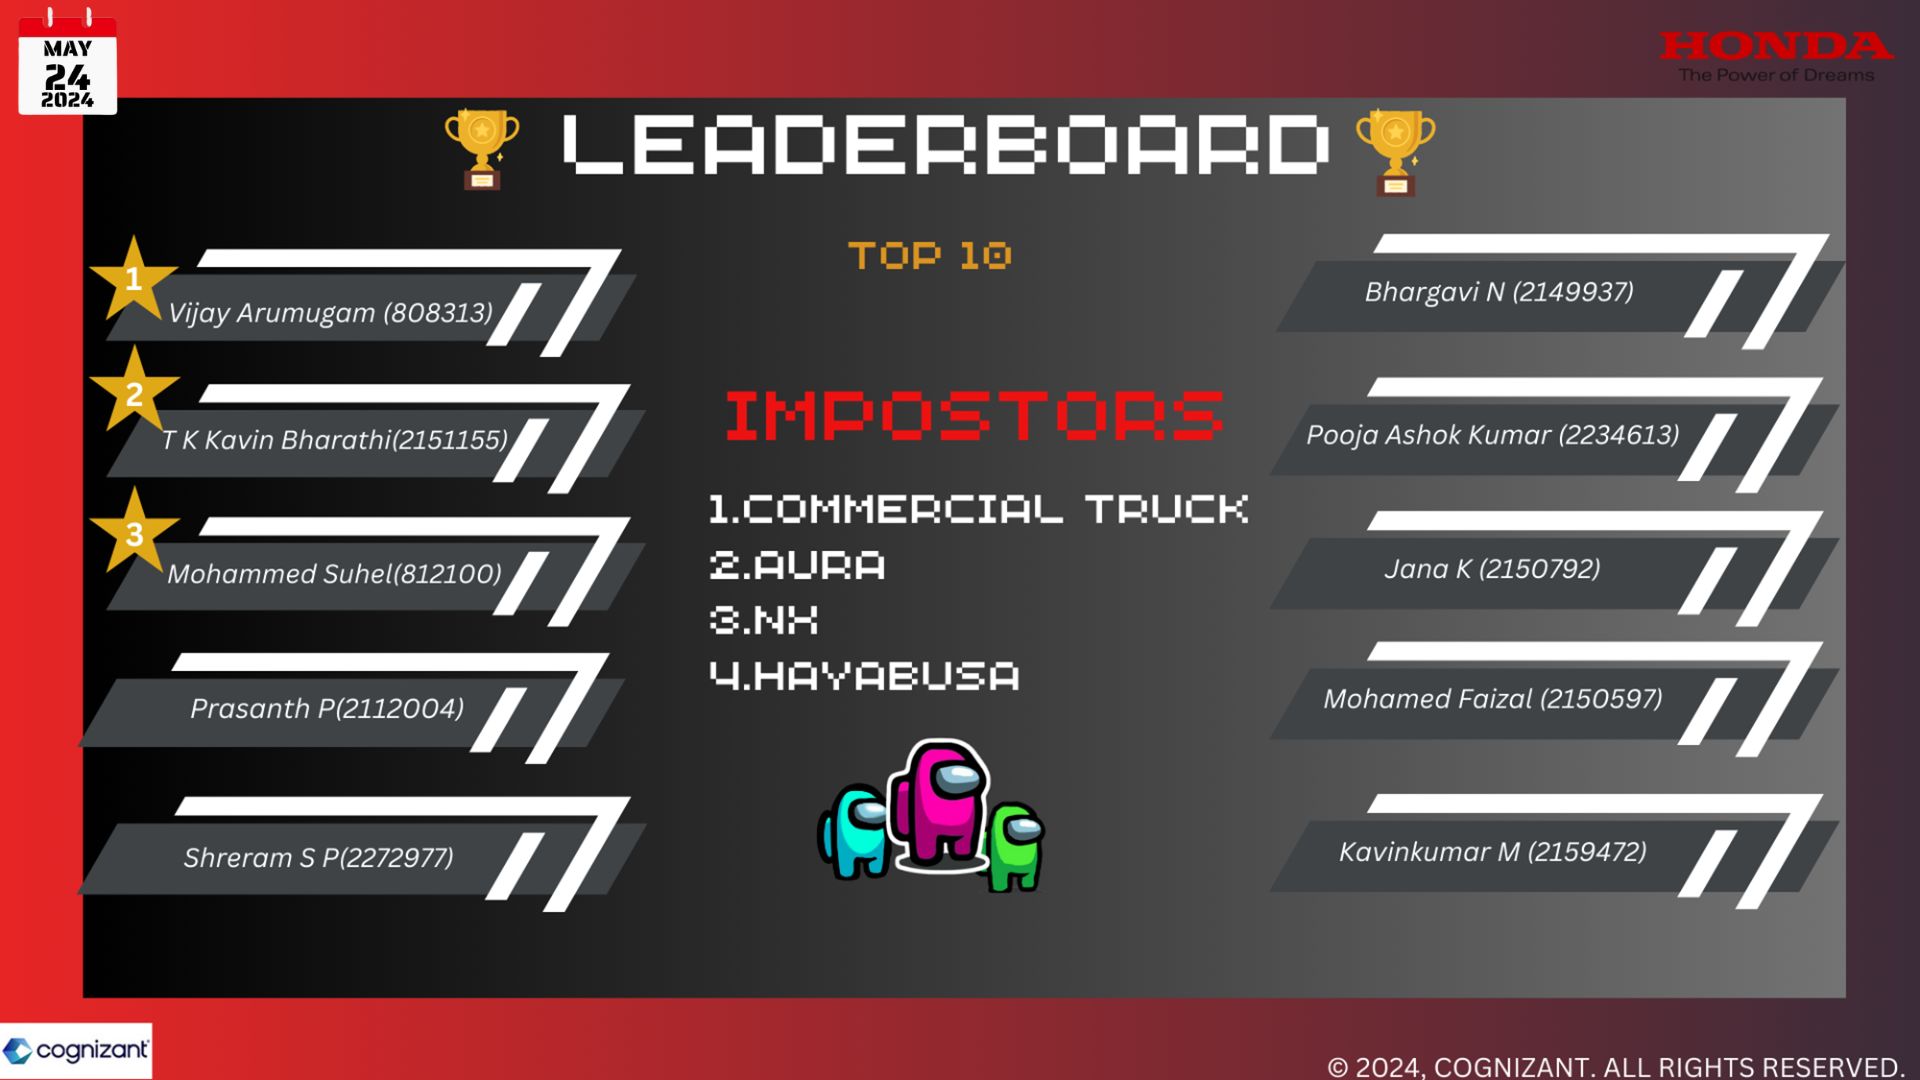 MAY
24
2024
HONDA
The Power of Dreams
LEADERBOARD
TOP 10
1
Vijay Arumugam (808313)
2
T K Kavin Bharathi(2151155)
3
Mohammed Suhel(812100)
Prasanth P(2112004)
Shreram S P(2272977)
IMPOSTORS
1.COMMERCIAL TRUCK
2.AURA
3.NX
4.HAYABUSA
Bhargavi N (2149937)
Pooja Ashok Kumar (2234613)
Jana K (2150792)
Mohamed Faizal (2150597)
Kavinkumar M (2159472)
cognizant
© 2024, COGNIZANT. ALL RIGHTS RESERVED.